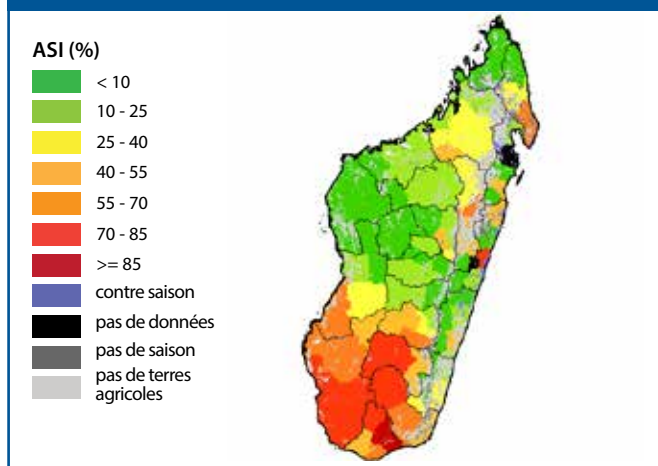 ASI (%)
< 10
10 - 25
25 - 40
40 - 55
55 - 70
70 - 85
>= 85
contre saison
pas de données
pas de saison
pas de terres
agricoles